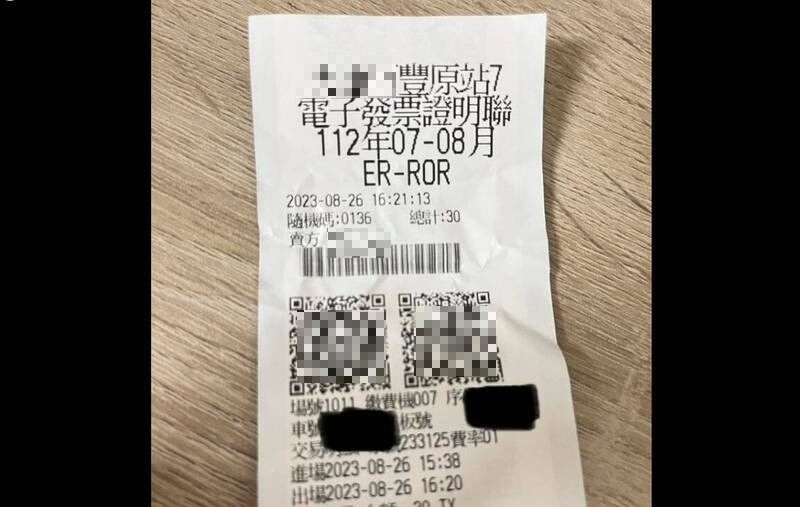 豐原站7
電子發票證明聯
112年07-08月
ER-ROR
2023-08-26 16:21:13
隨機碼:0136 總計:30
賣方
場號1011 繳費機007 序
車號 板號
交易 233125費率01
進場2023-08-26 15:38
出場2023-08-26 16:20